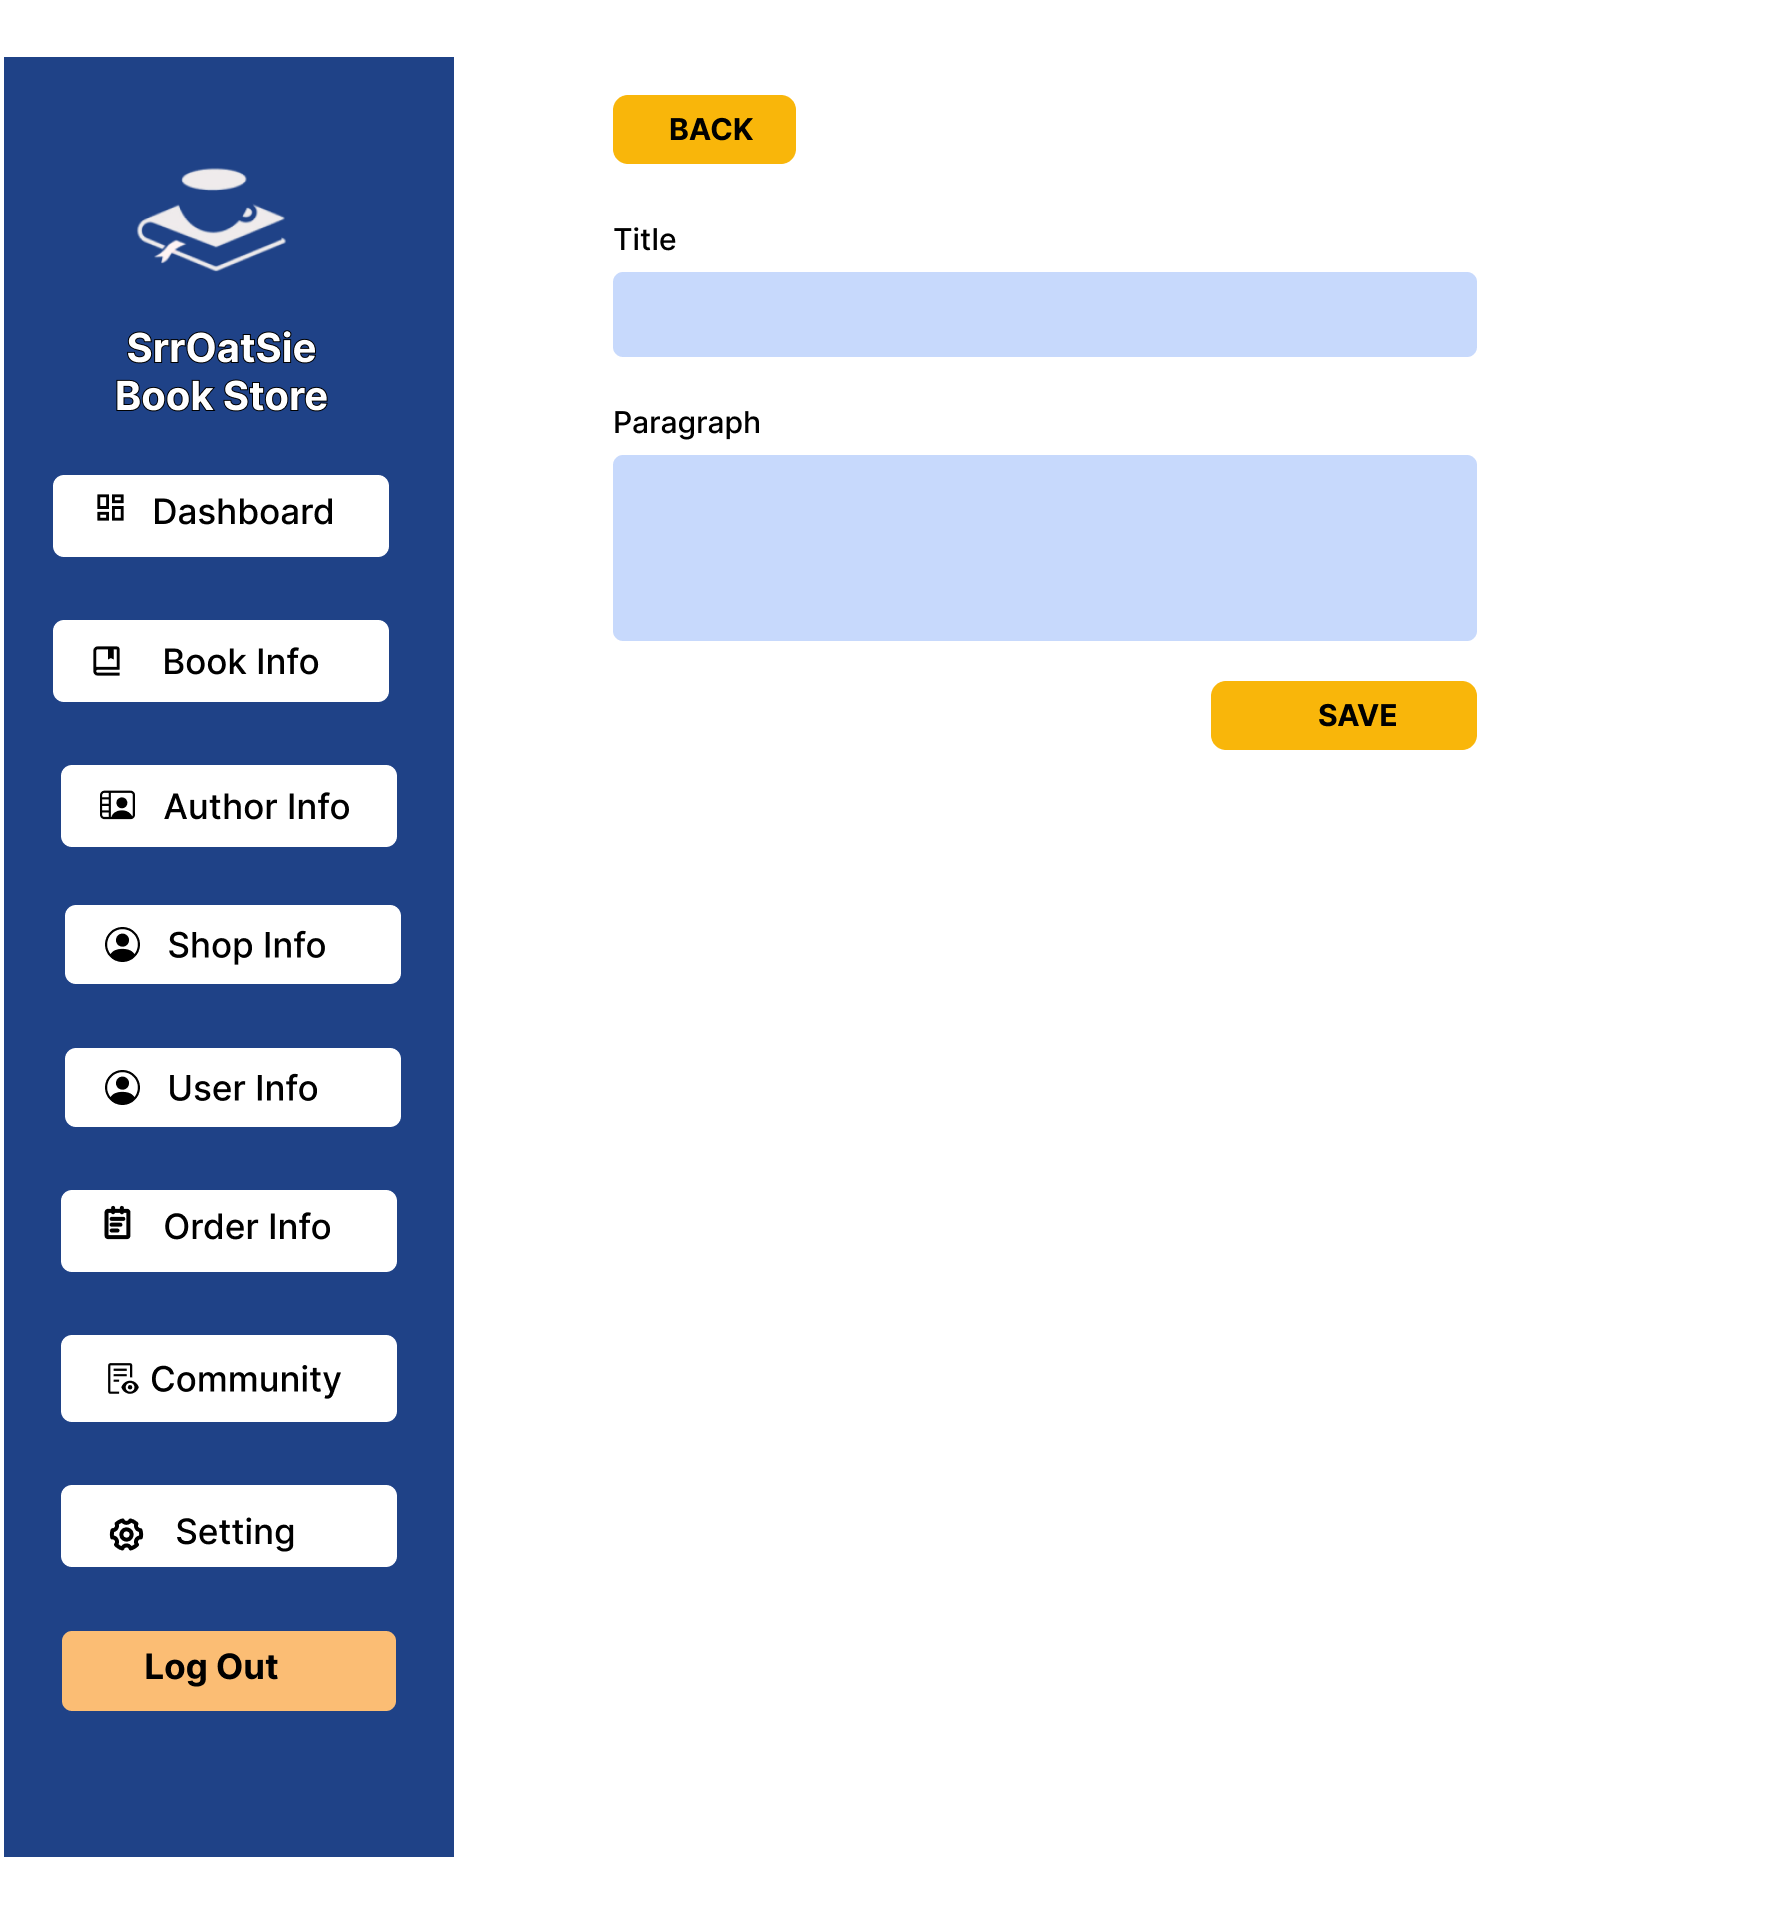 SrrOatSie
Book Store
Dashboard
Book Info
Author Info
Shop Info
User Info
Order Info
Community
Setting
Log Out
BACK
Title
Paragraph
SAVE